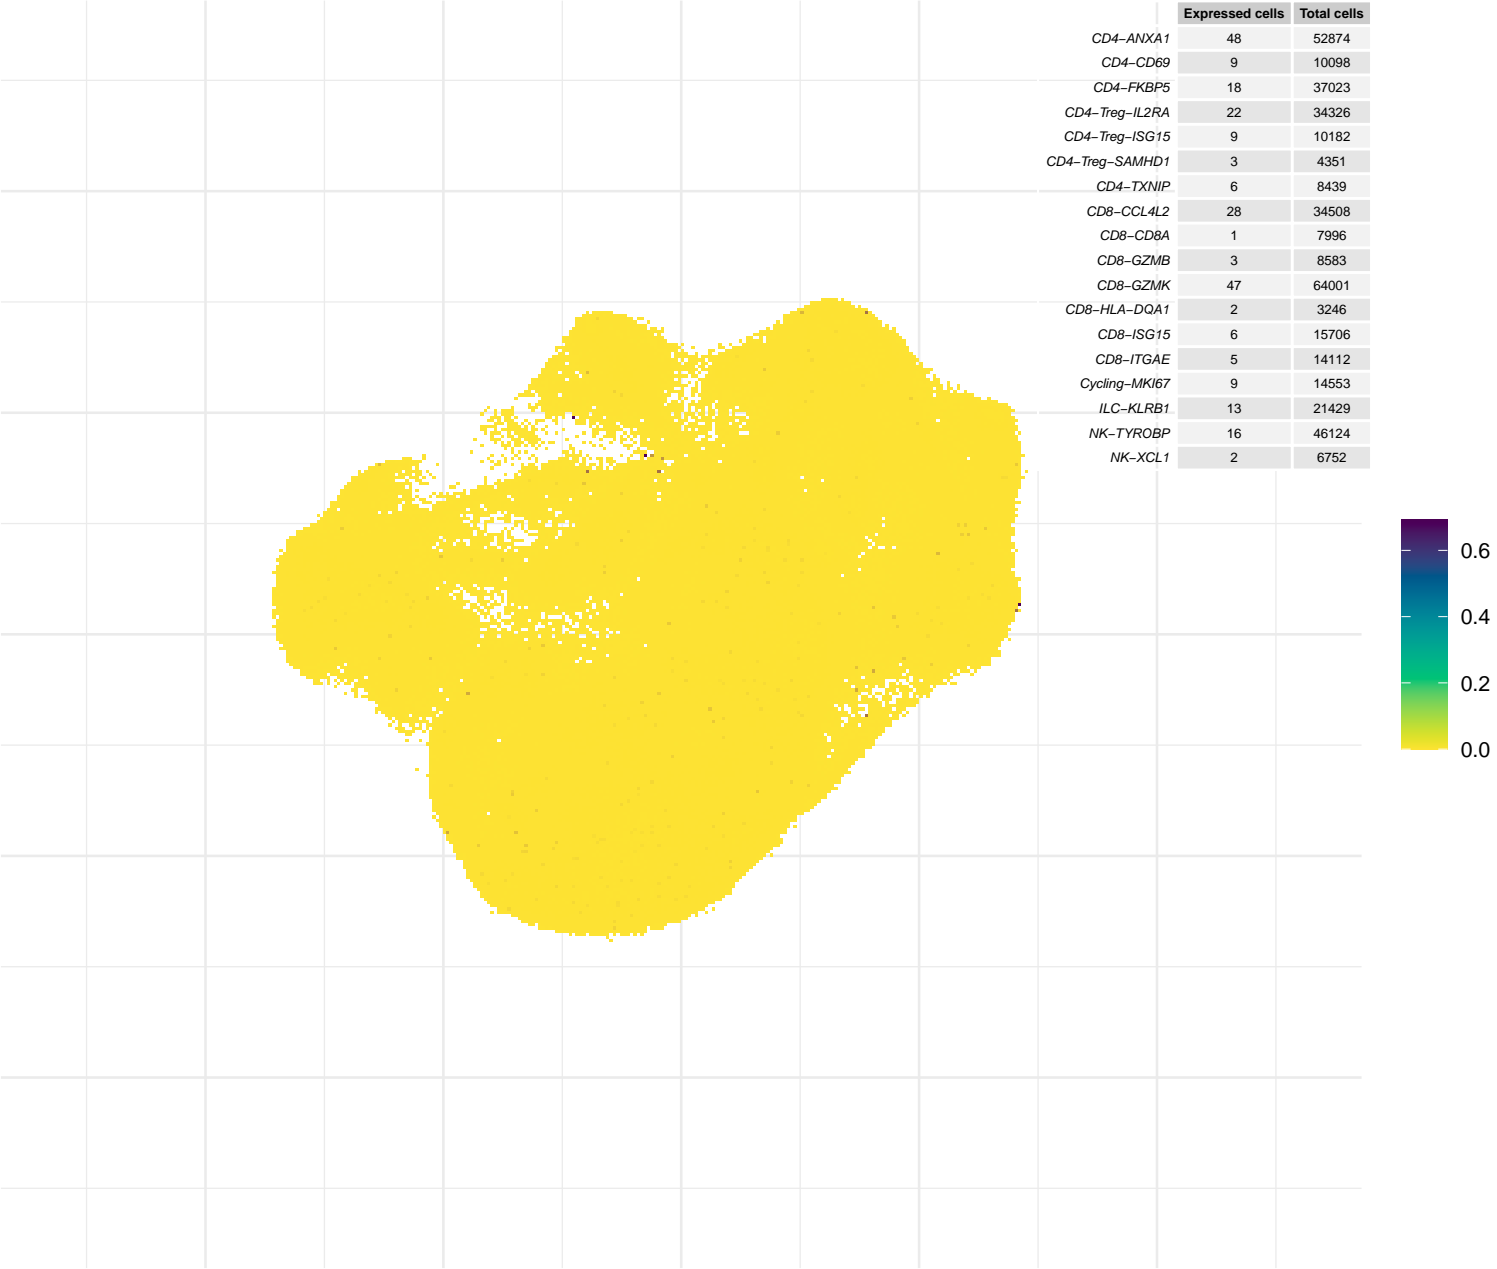 Expressed cells Total cells
CD4−ANXA1 48 52874
CD4−CD69 9 10098
CD4−FKBP5 18 37023
CD4−Treg−IL2RA 22 34326
CD4−Treg−ISG15 9 10182
CD4−Treg−SAMHD1 3 4351
CD4−TXNIP 6 8439
CD8−CCL4L2 28 34508
CD8−CD8A 1 7996
CD8−GZMB 3 8583
CD8−GZMK 47 64001
CD8−HLA−DQA1 2 3246
CD8−ISG15 6 15706
CD8−ITGAE 5 14112
Cycling−MKI67 9 14553
ILC−KLRB1 13 21429
NK−TYROBP 16 46124
NK−XCL1 2 6752
0.6
0.4
0.2
0.0